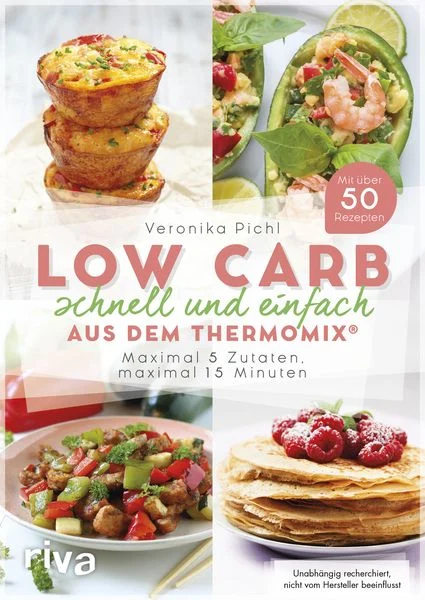 Mit über
50
Rezepten
Veronika Pichl
LOW CARB
schnell und einfach
AUS DEM THERMOMIX®
Maximal 5 Zutaten,
maximal 15 Minuten
riva
Unabhängig recherchiert,
nicht vom Hersteller beeinflusst